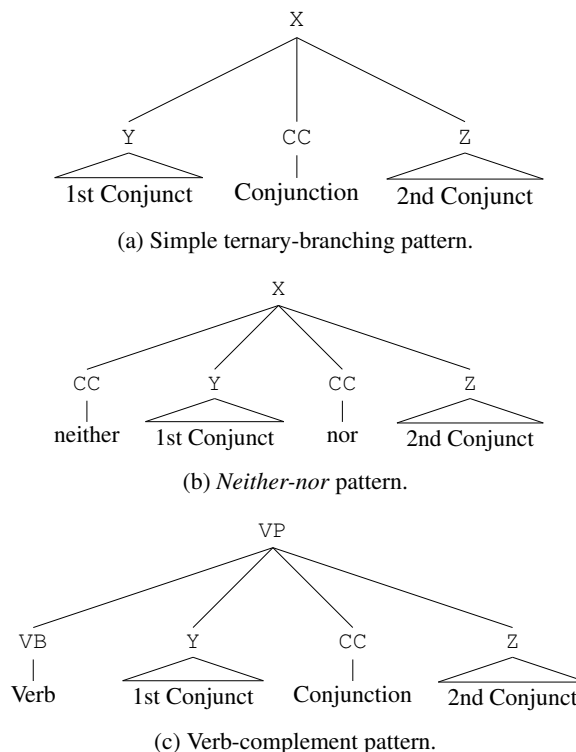 X
Y CC Z
1st Conjunct Conjunction 2nd Conjunct
(a) Simple ternary-branching pattern.
X
CC Y CC Z
neither 1st Conjunct nor 2nd Conjunct
(b) Neither-nor pattern.
VP
VB Y CC Z
Verb 1st Conjunct Conjunction 2nd Conjunct
(c) Verb-complement pattern.